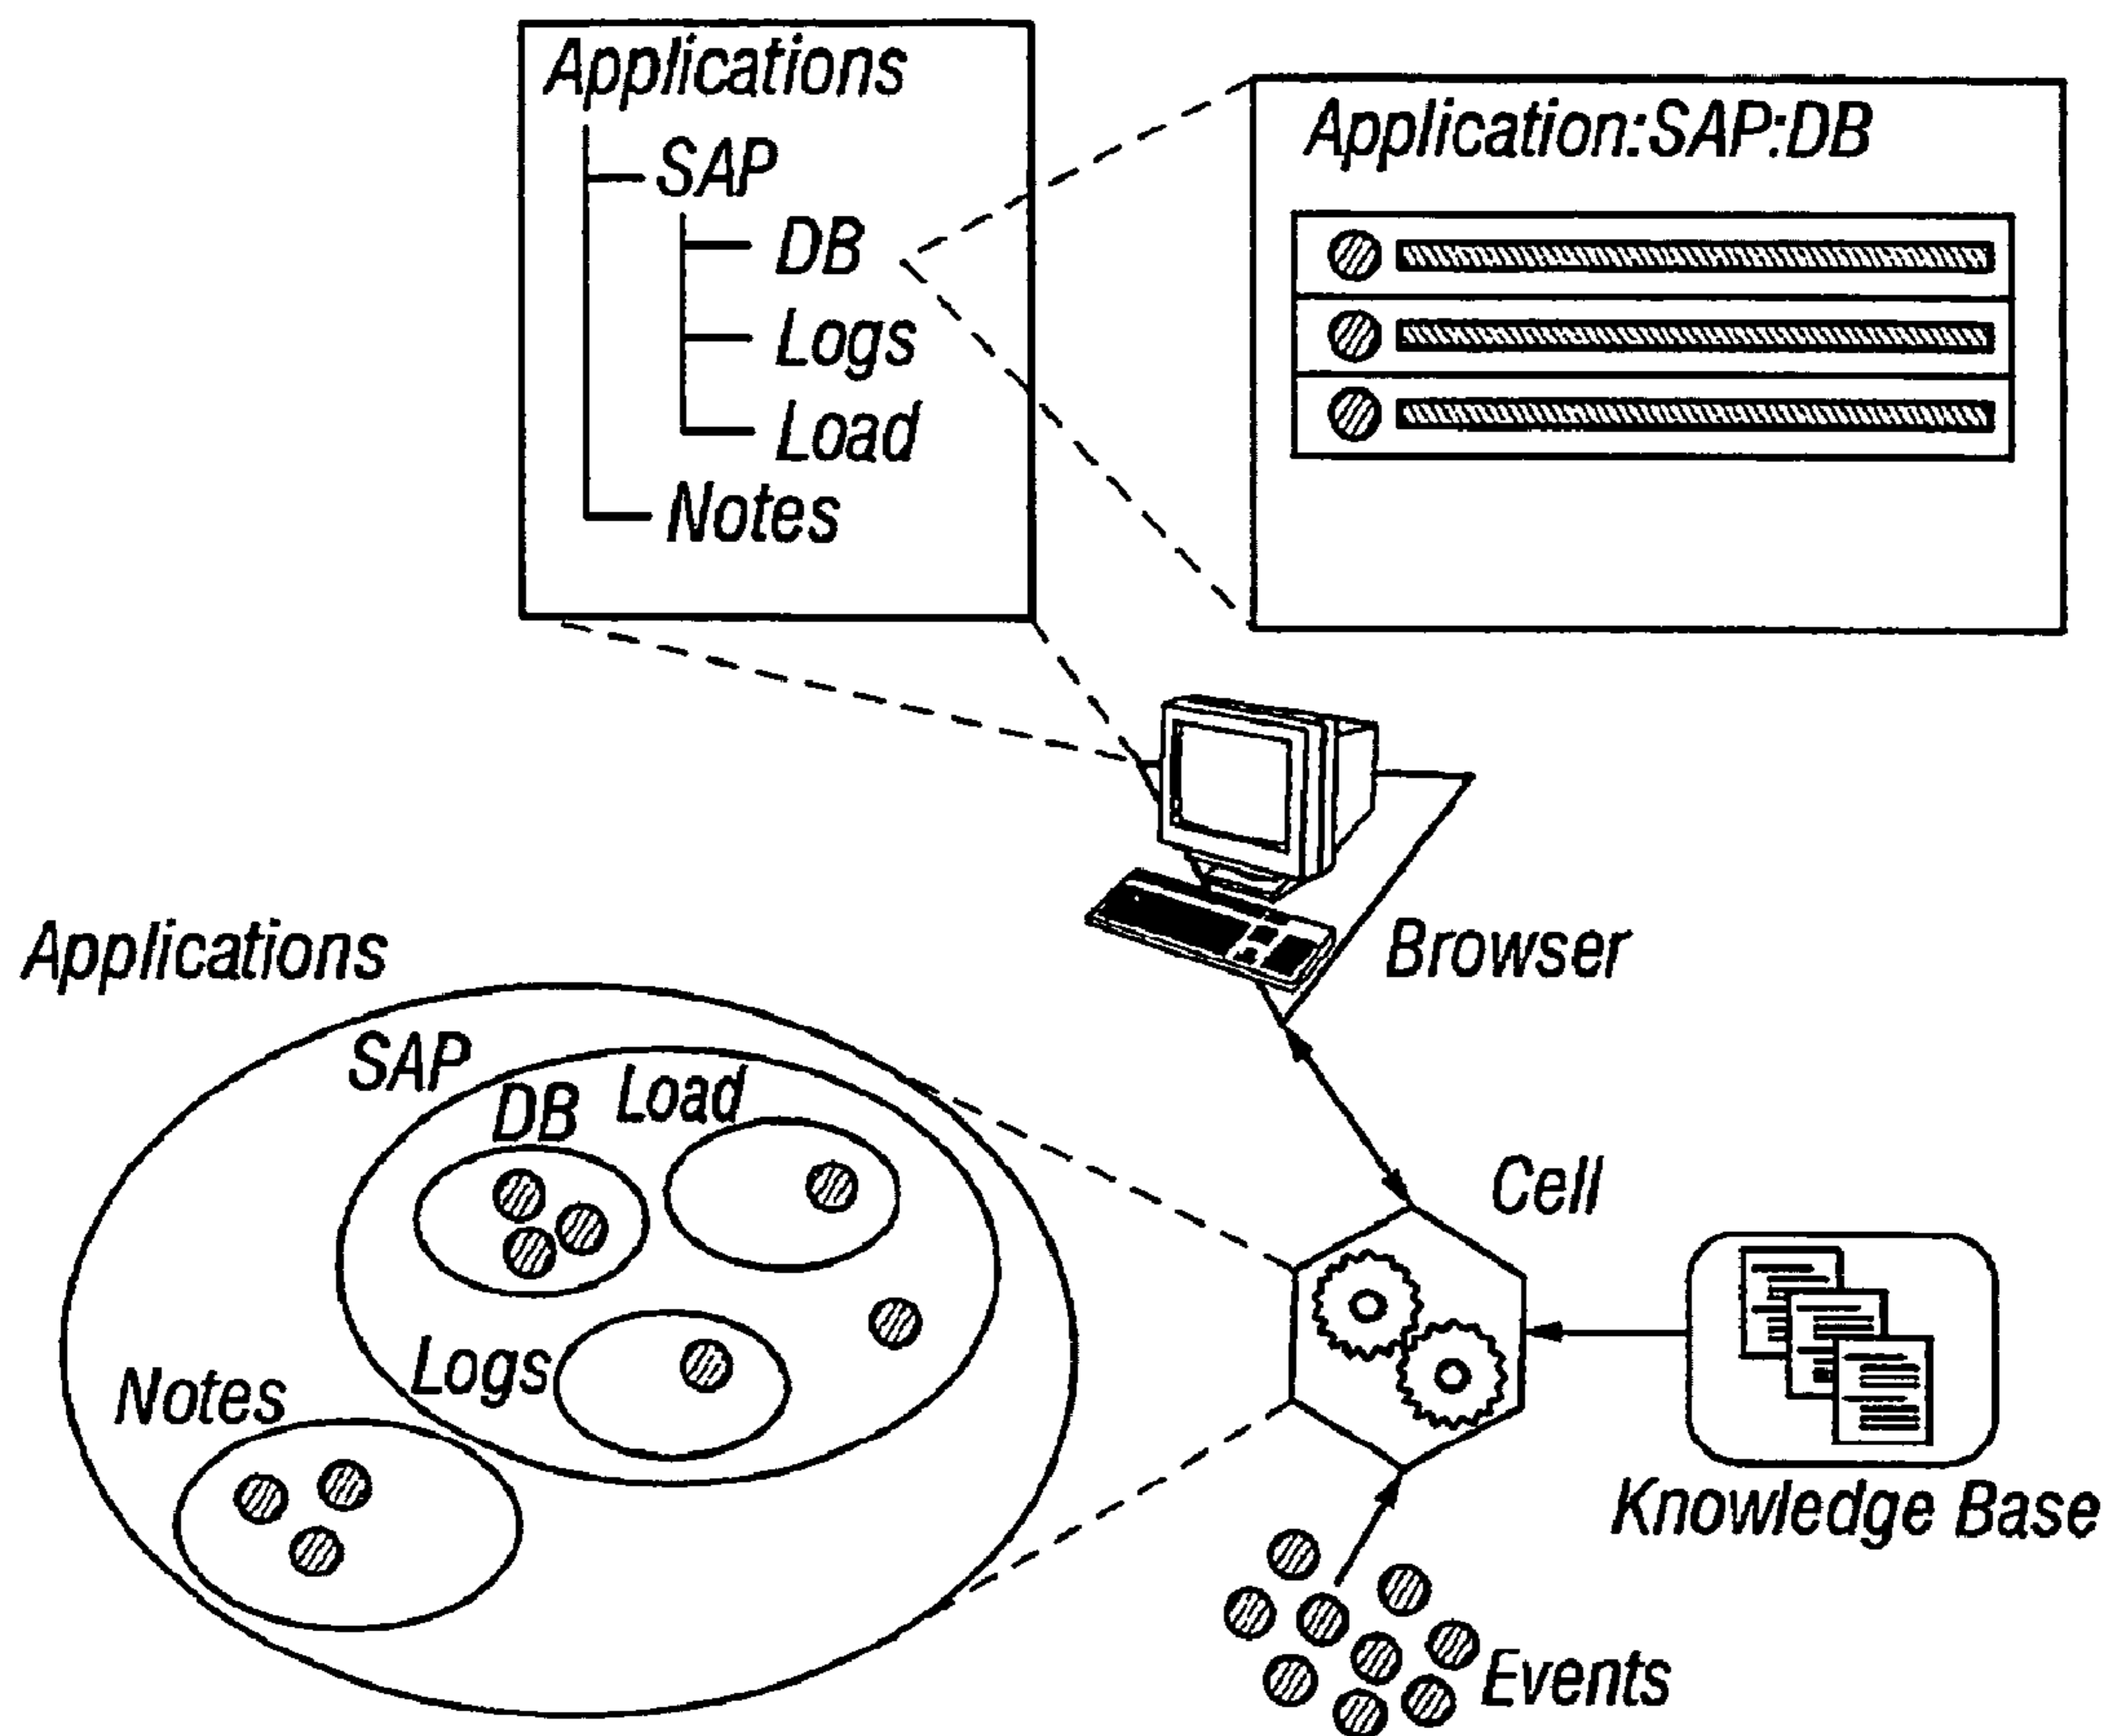 Applications
SAP
DB
Logs
Load
Notes
Application:SAP:DB
Browser
Applications
SAP
DB
Load
Logs
Notes
Cell
Knowledge Base
Events